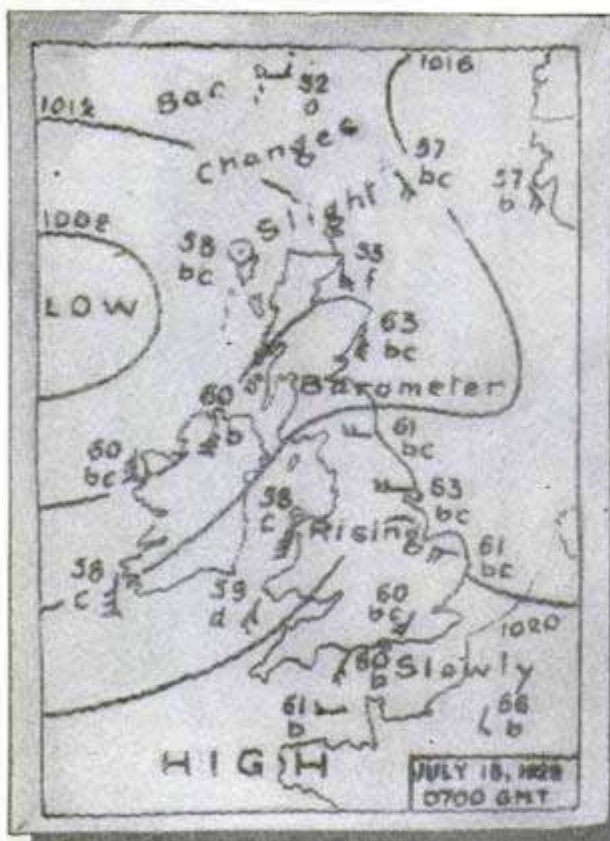 1016
Bar
52
o
1012
Changes
57
bc
57
b
Slight
1008
58
bc
55
f
LOW
63
bc
Barometer
60
b
60
bc
61
bc
63
bc
58
c
Rising
61
bc
58
c
59
d
60
bc
1020
60
b
Slowly
61
b
66
b
HIGH
JULY 18, 1928
0700 GMT